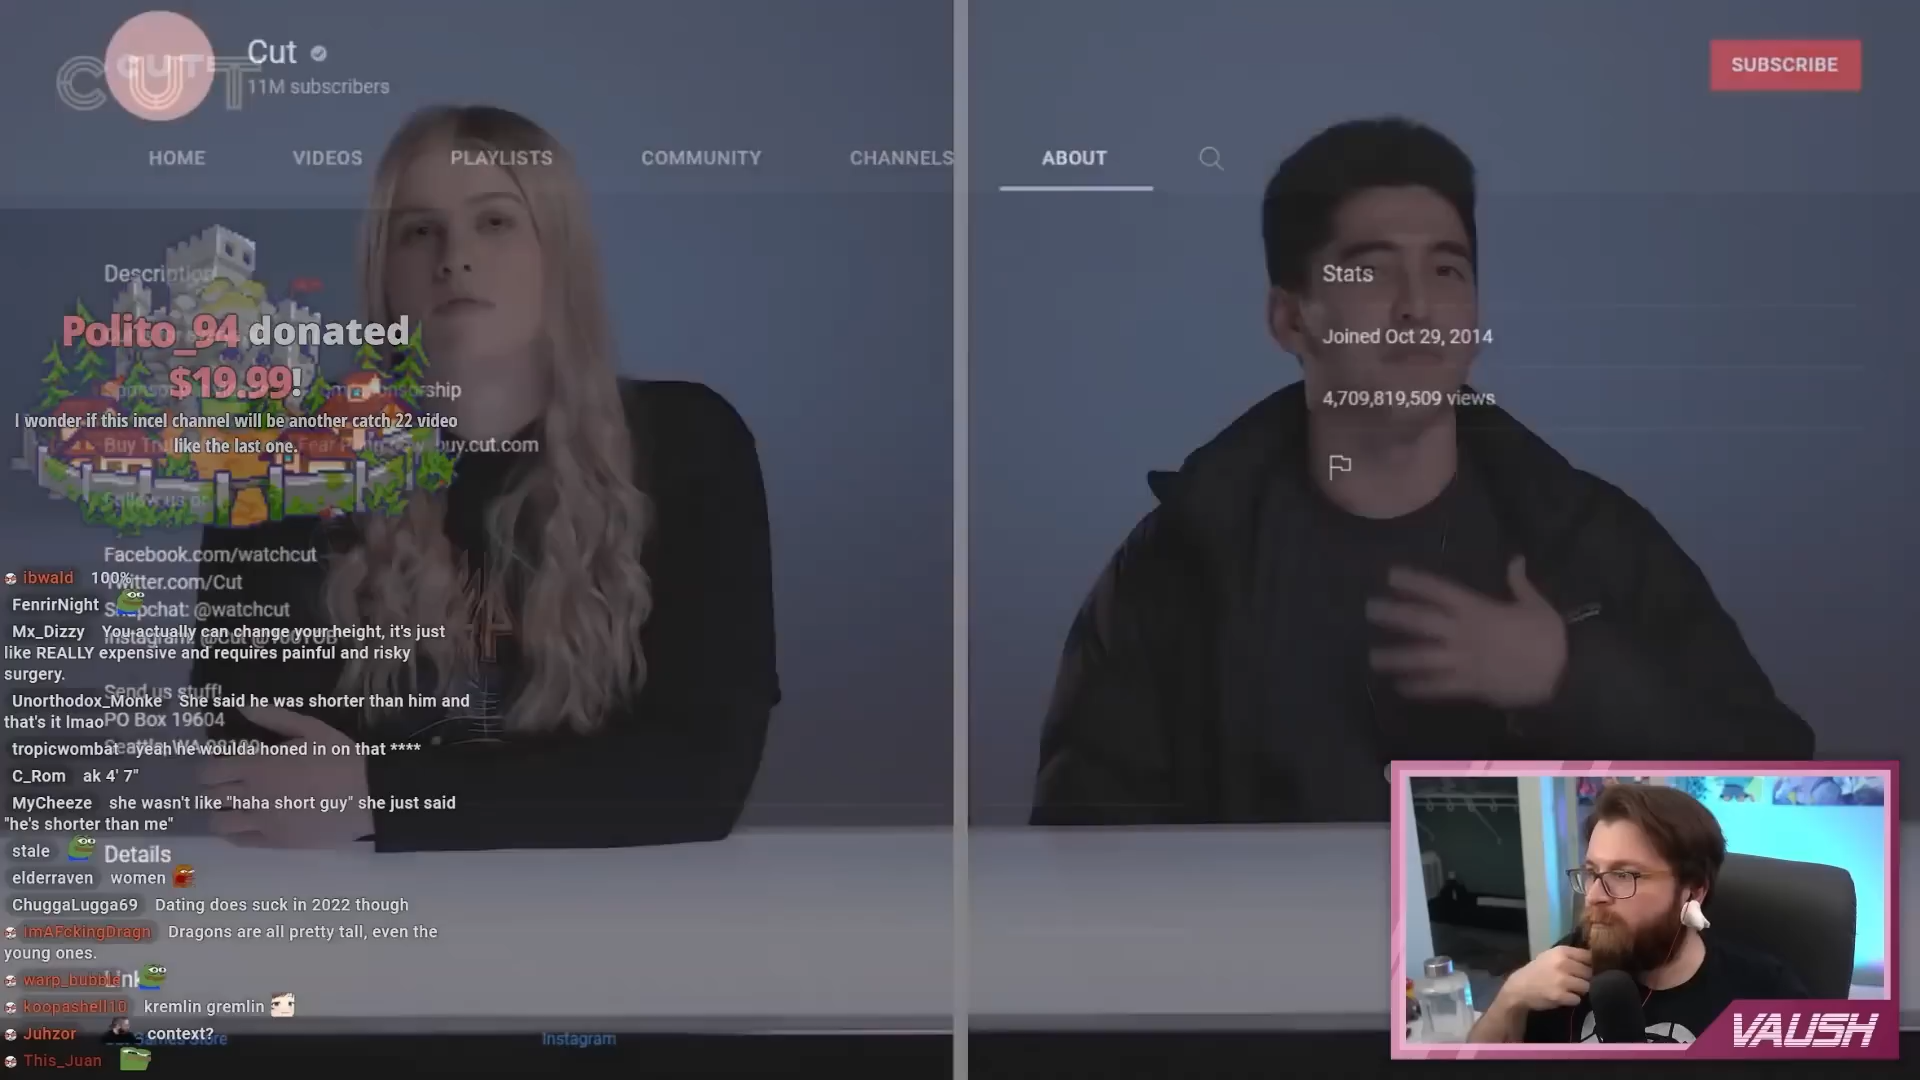 CUT
Cut
11M subscribers
SUBSCRIBE
HOME
VIDEOS
PLAYLISTS
COMMUNITY
CHANNELS
ABOUT
Description
Stats
Joined Oct 29, 2014
4,709,819,509 views
Polito_94 donated
$19.99!
I wonder if this incel channel will be another catch 22 video
like the last one.
buy.cut.com
Follow us on
Facebook.com/watchcut
Twitter.com/Cut
Snapchat: @watchcut
Send us stuff!
PO Box 19604
Details
Instagram
ibwald 100%
FenrirNight
Mx_Dizzy You actually can change your height, it's just
like REALLY expensive and requires painful and risky
surgery.
Unorthodox_Monke She said he was shorter than him and
that's it lmao
tropicwombat yeah he woulda honed in on that ****
C_Rom ak 4' 7"
MyCheeze she wasn't like "haha short guy" she just said
"he's shorter than me"
stale
elderraven women
ChuggaLugga69 Dating does suck in 2022 though
ImAFckingDragn Dragons are all pretty tall, even the
young ones.
warp_bubble
koopashell10 kremlin gremlin
Juhzor context?
This_Juan
VAUSH